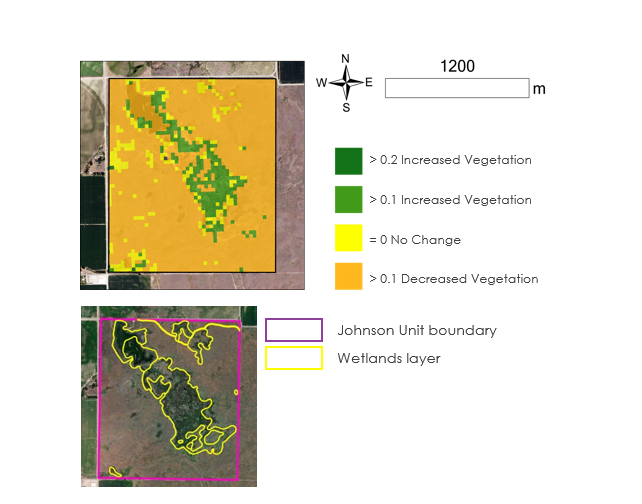 N
W E
S
1200
m
> 0.2 Increased Vegetation
> 0.1 Increased Vegetation
= 0 No Change
> 0.1 Decreased Vegetation
Johnson Unit boundary
Wetlands layer